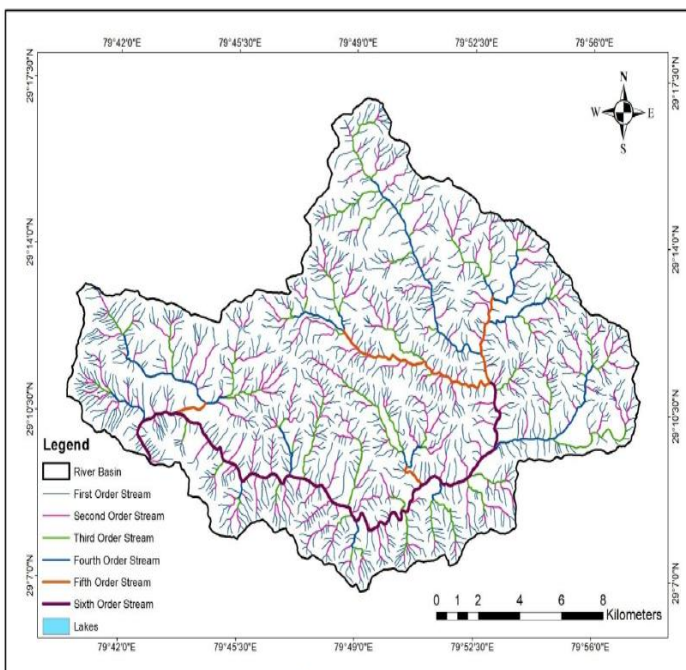 79°42'0"E 79°45'30"E 79°49'0"E 79°52'30"E 79°56'0"E
29°17'30"N 29°17'30"N
N
W E
S
29°14'0"N 29°14'0"N
29°10'30"N 29°10'30"N
Legend
River Basin
First Order Stream
Second Order Stream
Third Order Stream
Fourth Order Stream
Fifth Order Stream
Sixth Order Stream
Lakes
29°7'0"N 29°7'0"N
0 1 2 4 6 8
Kilometers
79°42'0"E 79°45'30"E 79°49'0"E 79°52'30"E 79°56'0"E